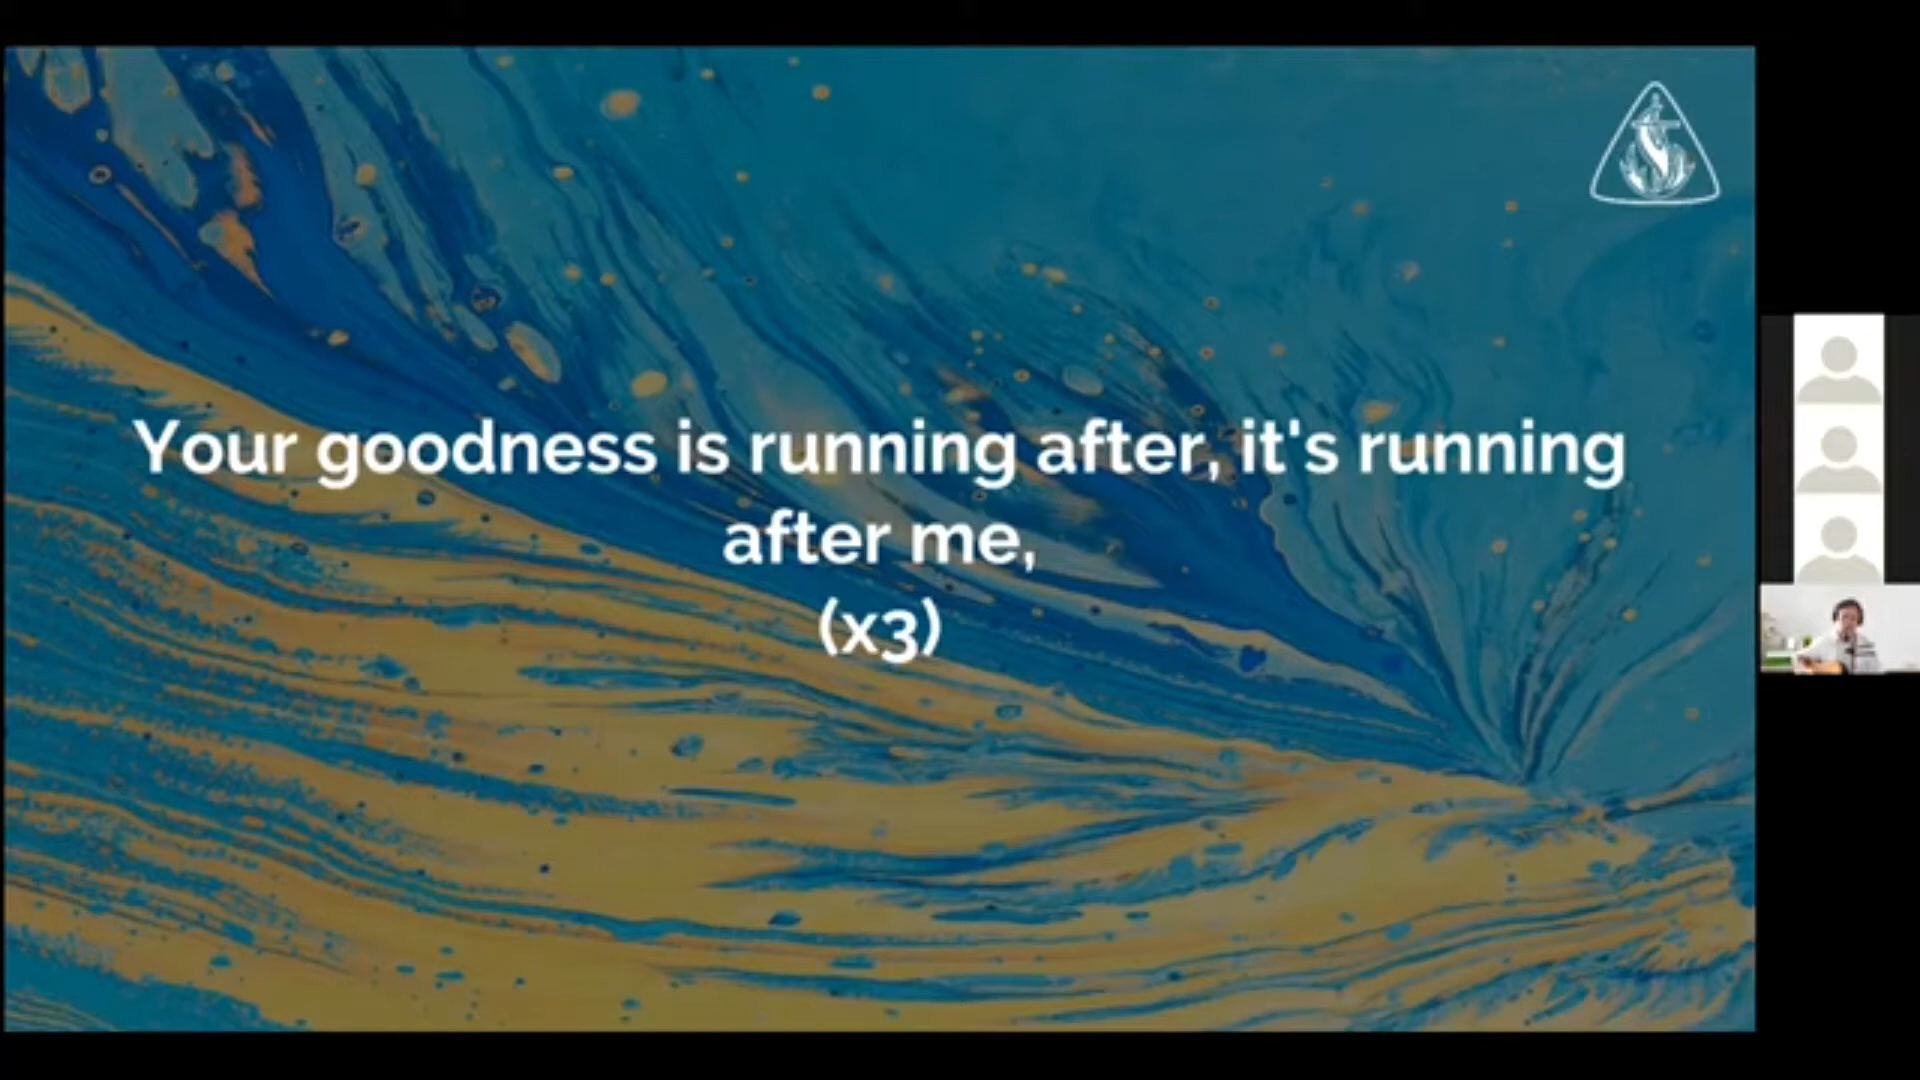 Your goodness is running after, it's running
after me,
(x3)